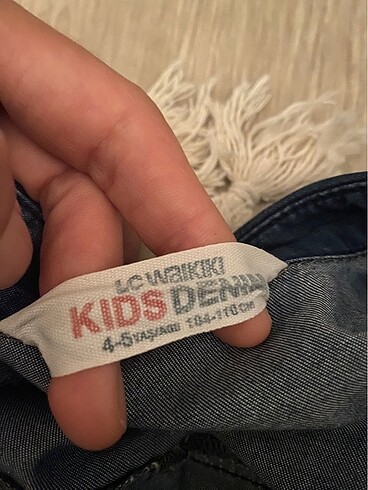 LC WAIKIKI
KIDS DENIM
4-5 YAŞ/AGE 104-110 CM